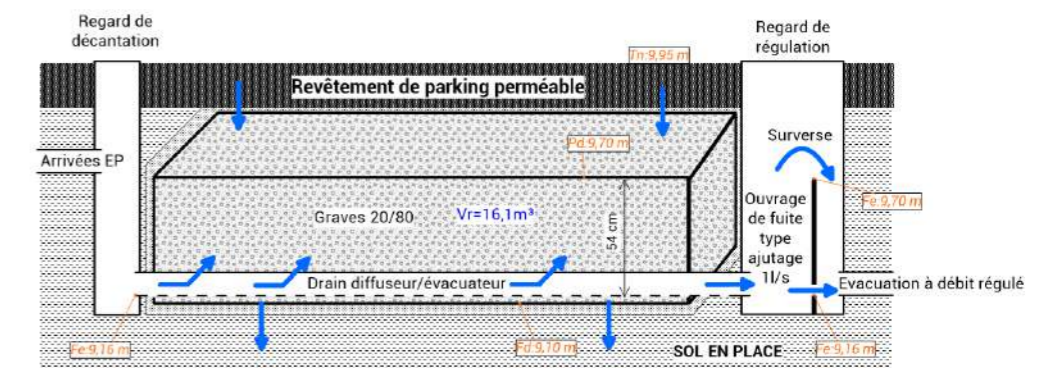 Regard de
décantation
Regard de
régulation
Tn:9,95 m
Revêtement de parking perméable
Surverse
Arrivées EP
Pd:9,70 m
Fe:9,70 m
Graves 20/80
Vr=16,1m³
54 cm
Ouvrage
de fuite
type
ajutage
1l/s
Drain diffuseur/évacuateur
Evacuation à débit régulé
Fe:9,16 m
Fd:9,10 m
SOL EN PLACE
Fe:9,16 m